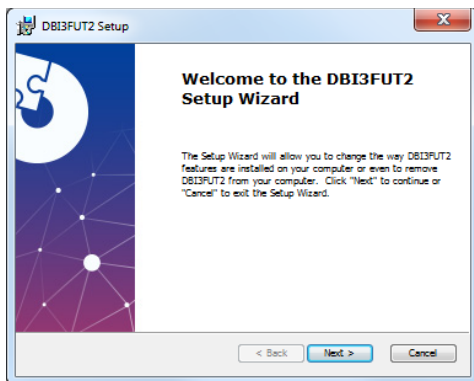 DBI3FUT2 Setup
Welcome to the DBI3FUT2
Setup Wizard
The Setup Wizard will allow you to change the way DBI3FUT2
features are installed on your computer or even to remove
DBI3FUT2 from your computer. Click "Next" to continue or
"Cancel" to exit the Setup Wizard.
< Back
Next >
Cancel